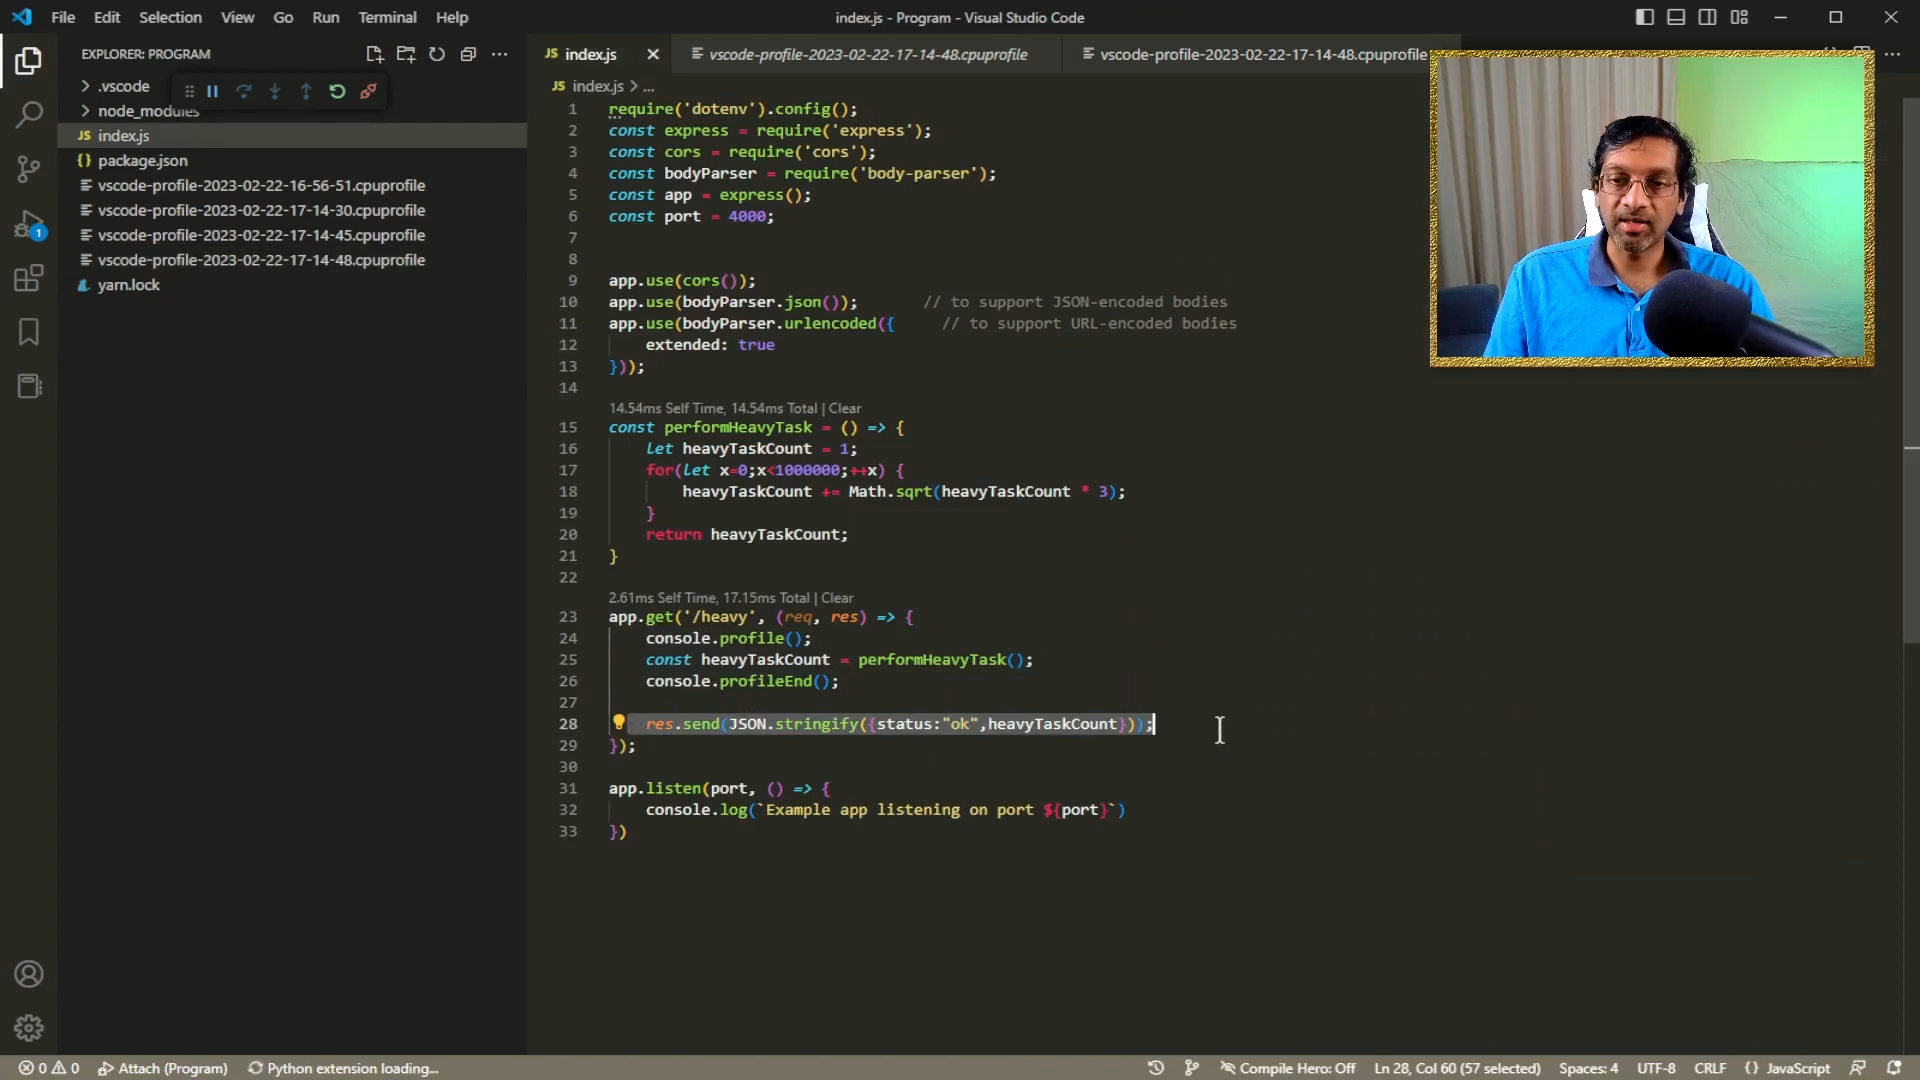 File Edit Selection View Go Run Terminal Help
index.js - Program - Visual Studio Code
EXPLORER: PROGRAM
.vscode
node_modules
JS index.js
{} package.json
vscode-profile-2023-02-22-16-56-51.cpuprofile
vscode-profile-2023-02-22-17-14-30.cpuprofile
vscode-profile-2023-02-22-17-14-45.cpuprofile
vscode-profile-2023-02-22-17-14-48.cpuprofile
yarn.lock
1
JS index.js
vscode-profile-2023-02-22-17-14-48.cpuprofile
vscode-profile-2023-02-22-17-14-48.cpuprofile
JS index.js > ...
1 require('dotenv').config();
2 const express = require('express');
3 const cors = require('cors');
4 const bodyParser = require('body-parser');
5 const app = express();
6 const port = 4000;
7
8
9 app.use(cors());
10 app.use(bodyParser.json()); // to support JSON-encoded bodies
11 app.use(bodyParser.urlencoded({ // to support URL-encoded bodies
12 extended: true
13 }));
14
14.54ms Self Time, 14.54ms Total | Clear
15 const performHeavyTask = () => {
16 let heavyTaskCount = 1;
17 for(let x=0;x<1000000;++x) {
18 heavyTaskCount += Math.sqrt(heavyTaskCount * 3);
19 }
20 return heavyTaskCount;
21 }
22
2.61ms Self Time, 17.15ms Total | Clear
23 app.get('/heavy', (req, res) => {
24 console.profile();
25 const heavyTaskCount = performHeavyTask();
26 console.profileEnd();
27
28 res.send(JSON.stringify({status:"ok",heavyTaskCount}));
29 });
30
31 app.listen(port, () => {
32 console.log(`Example app listening on port ${port}`)
33 })
0 0 Attach (Program) Python extension loading... Compile Hero: Off Ln 28, Col 60 (57 selected) Spaces: 4 UTF-8 CRLF {} JavaScript